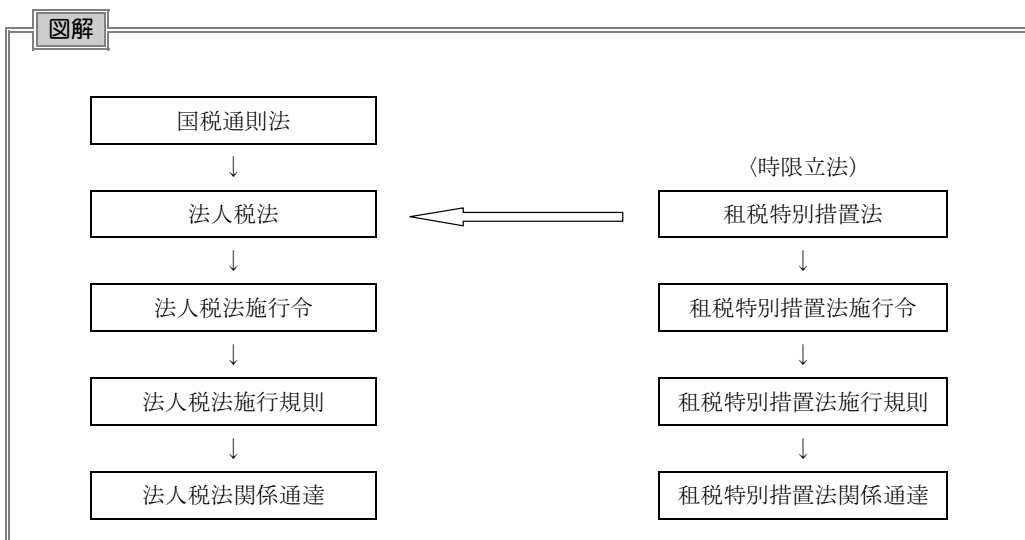 図解
国税通則法
↓
〈時限立法〉
法人税法
租税特別措置法
↓
↓
法人税法施行令
租税特別措置法施行令
↓
↓
法人税法施行規則
租税特別措置法施行規則
↓
↓
法人税法関係通達
租税特別措置法関係通達